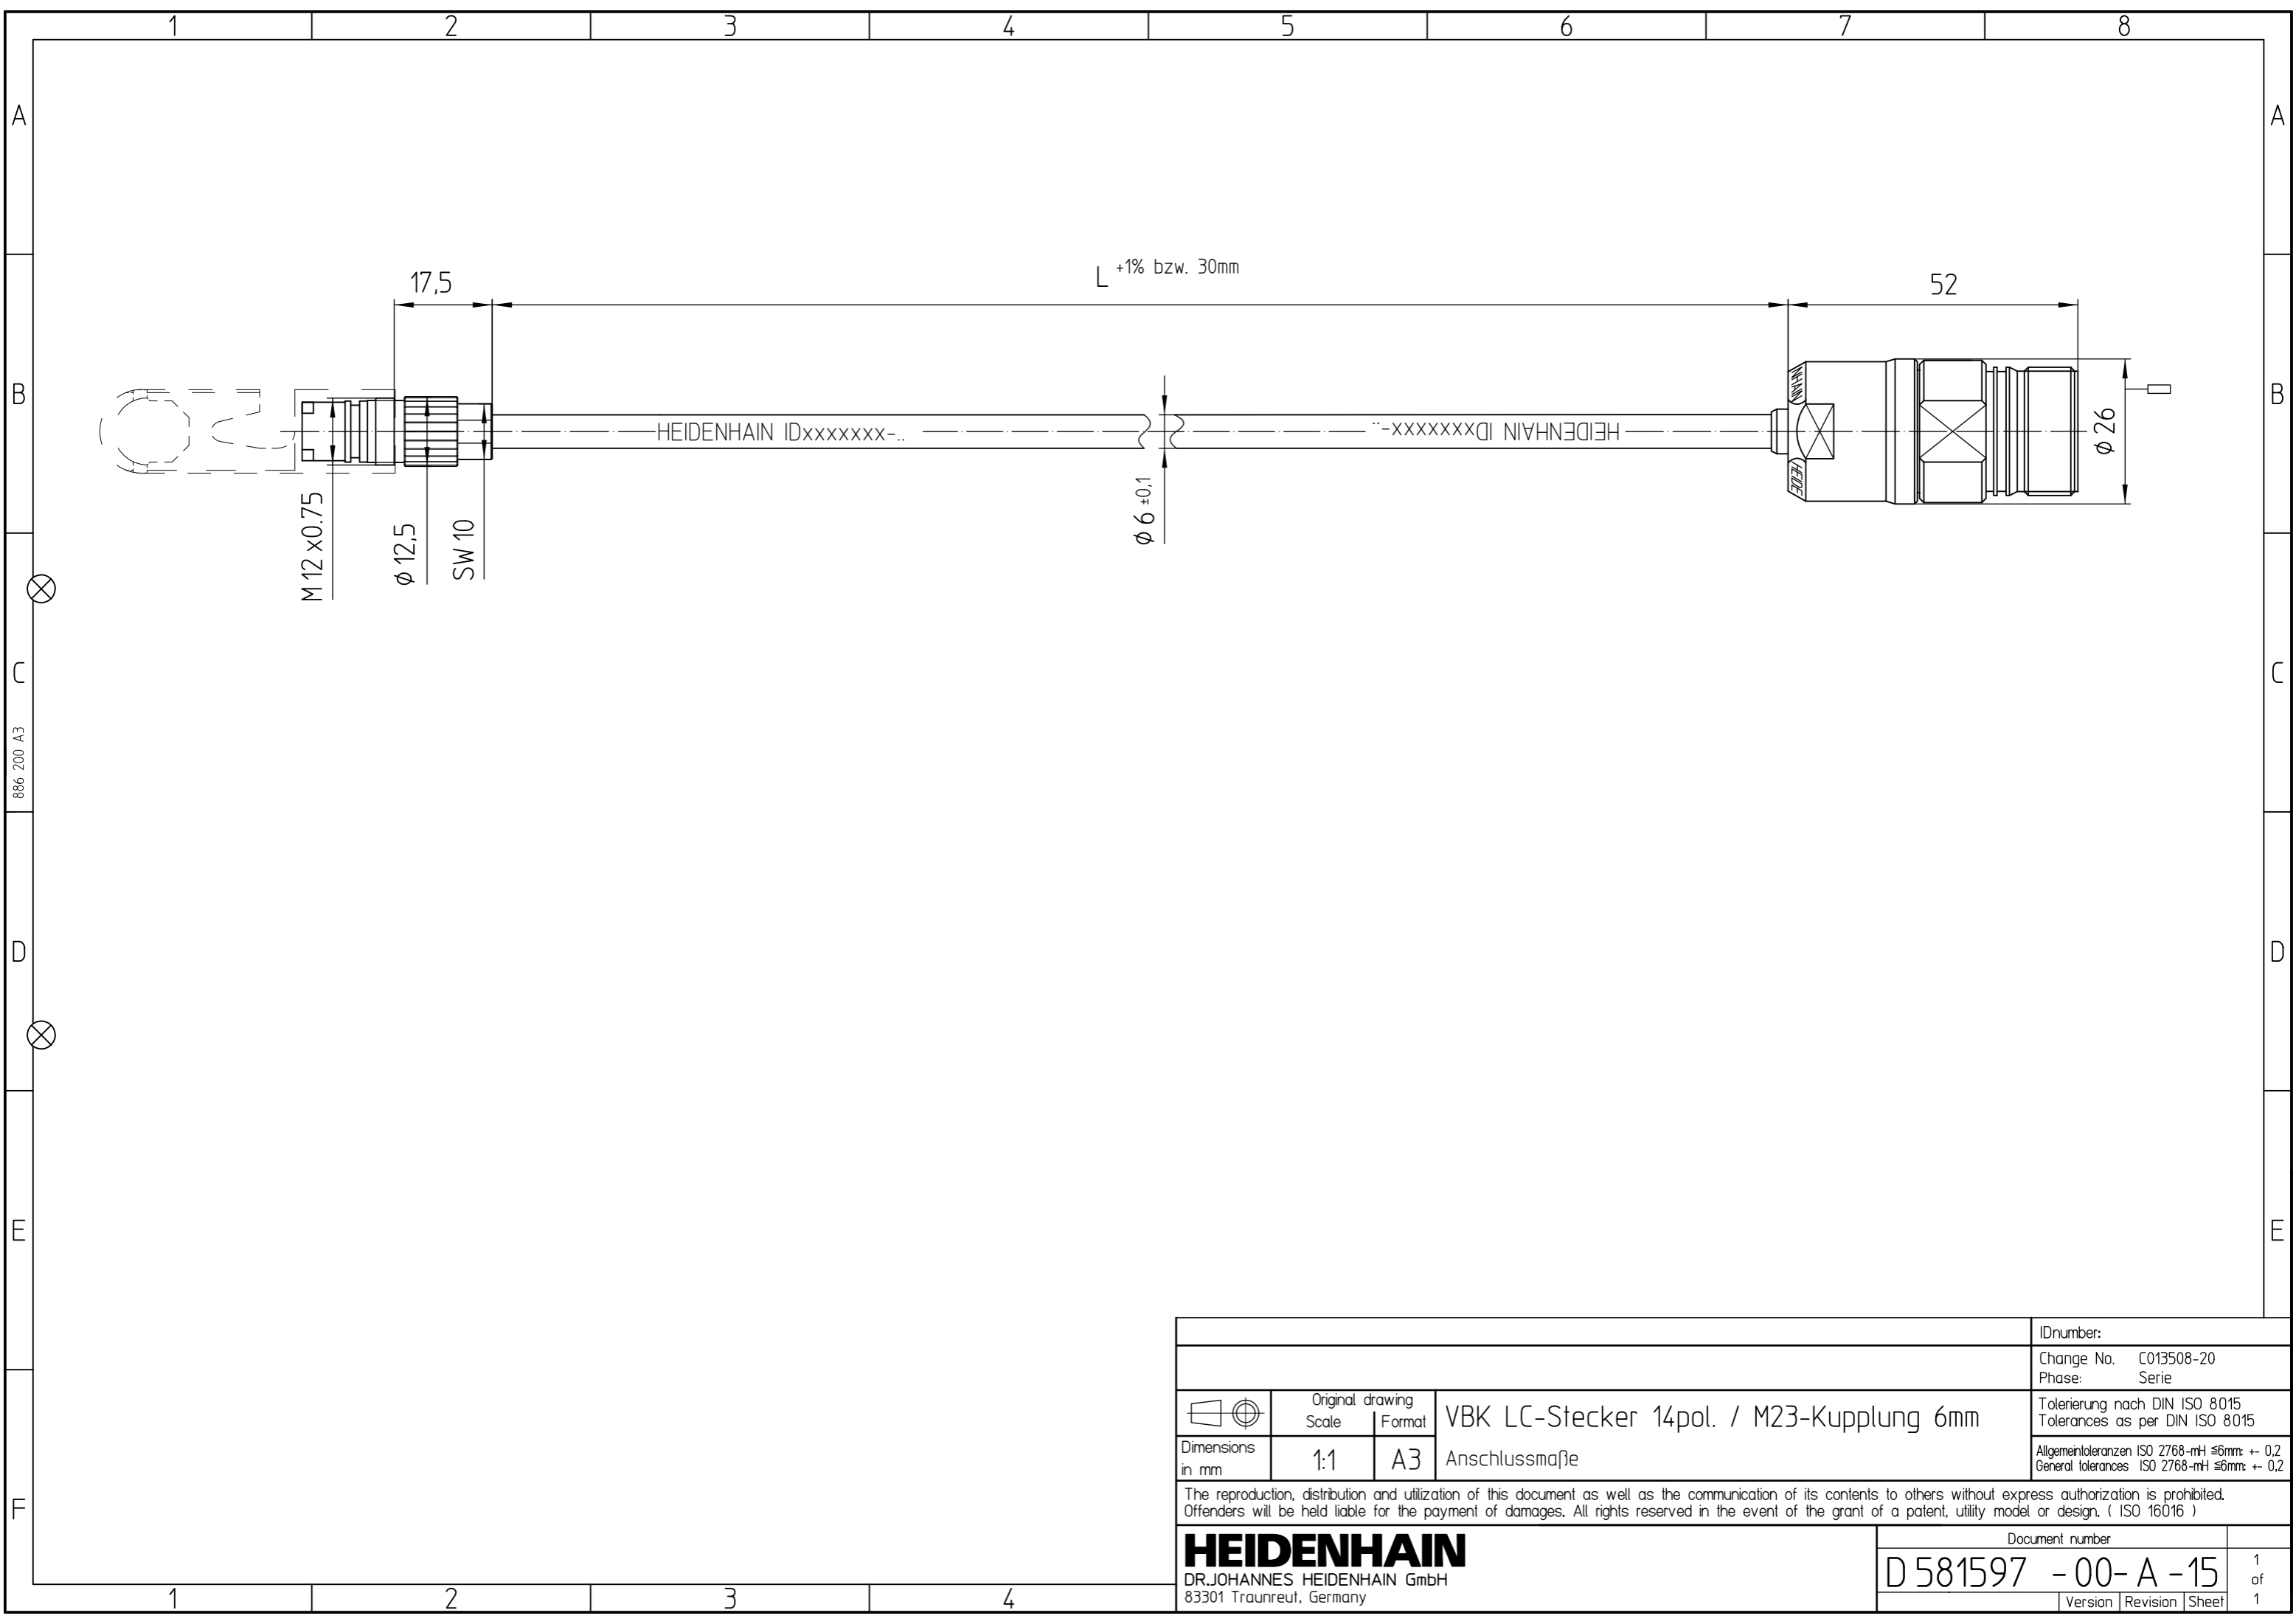 1 2 3 4 5 6 7 8
A A
17,5
L +1% bzw. 30mm
52
B B
HEIDENHAIN IDxxxxxxx-..
HEIDENHAIN IDxxxxxxx-..
NHAIN
HEIDE
ϕ 26
M 12 x0.75
ϕ 12,5
SW 10
ϕ 6 ±0,1
C C
886 200 A3
D D
E E
F
IDnumber:
Change No. C013508-20
Phase: Serie
Original drawing
Scale Format
VBK LC-Stecker 14pol. / M23-Kupplung 6mm
Tolerierung nach DIN ISO 8015
Tolerances as per DIN ISO 8015
Dimensions
in mm
1:1 A3
Anschlussmaße
Allgemeintoleranzen ISO 2768-mH ≤6mm: +- 0,2
General tolerances ISO 2768-mH ≤6mm: +- 0,2
The reproduction, distribution and utilization of this document as well as the communication of its contents to others without express authorization is prohibited.
Offenders will be held liable for the payment of damages. All rights reserved in the event of the grant of a patent, utility model or design. ( ISO 16016 )
HEIDENHAIN
DR.JOHANNES HEIDENHAIN GmbH
83301 Traunreut, Germany
Document number
D 581597 -00- A -15
Version Revision Sheet
1
of
1
1 2 3 4